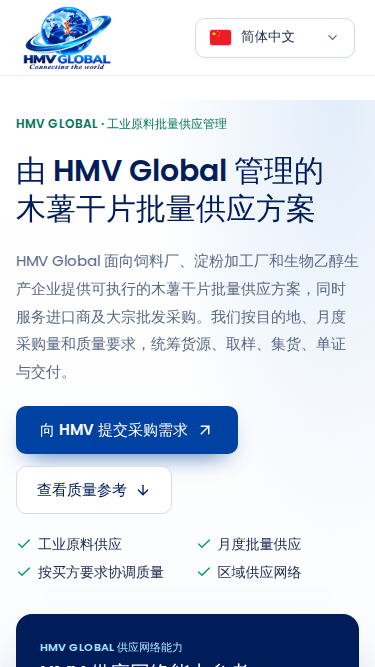 HMV GLOBAL
Connecting the world
简体中文
HMV GLOBAL · 工业原料批量供应管理
由 HMV Global 管理的
木薯干片批量供应方案
HMV Global 面向饲料厂、淀粉加工厂和生物乙醇生
产企业提供可执行的木薯干片批量供应方案，同时
服务进口商及大宗批发采购。我们按目的地、月度
采购量和质量要求，统筹货源、取样、集货、单证
与交付。
向 HMV 提交采购需求
查看质量参考
工业原料供应
月度批量供应
按买方要求协调质量
区域供应网络
HMV GLOBAL 供应网络能力